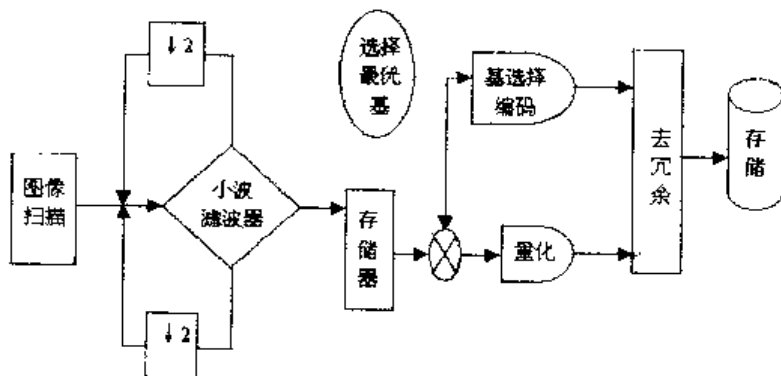 ↓2
选择
最优
基
基选择
编码
图像
扫描
小波
滤波器
存
储
器
量化
去
冗
余
存
储
↓2